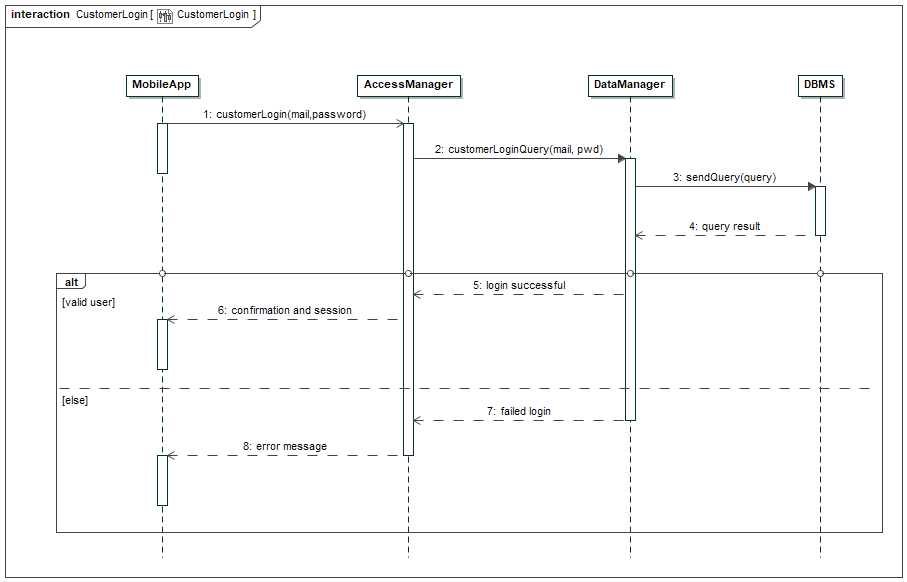 interaction CustomerLogin [ CustomerLogin ]
MobileApp
AccessManager
DataManager
DBMS
1: customerLogin(mail,password)
2: customerLoginQuery(mail, pwd)
3: sendQuery(query)
4: query result
alt
5: login successful
[valid user]
6: confirmation and session
[else]
7: failed login
8: error message